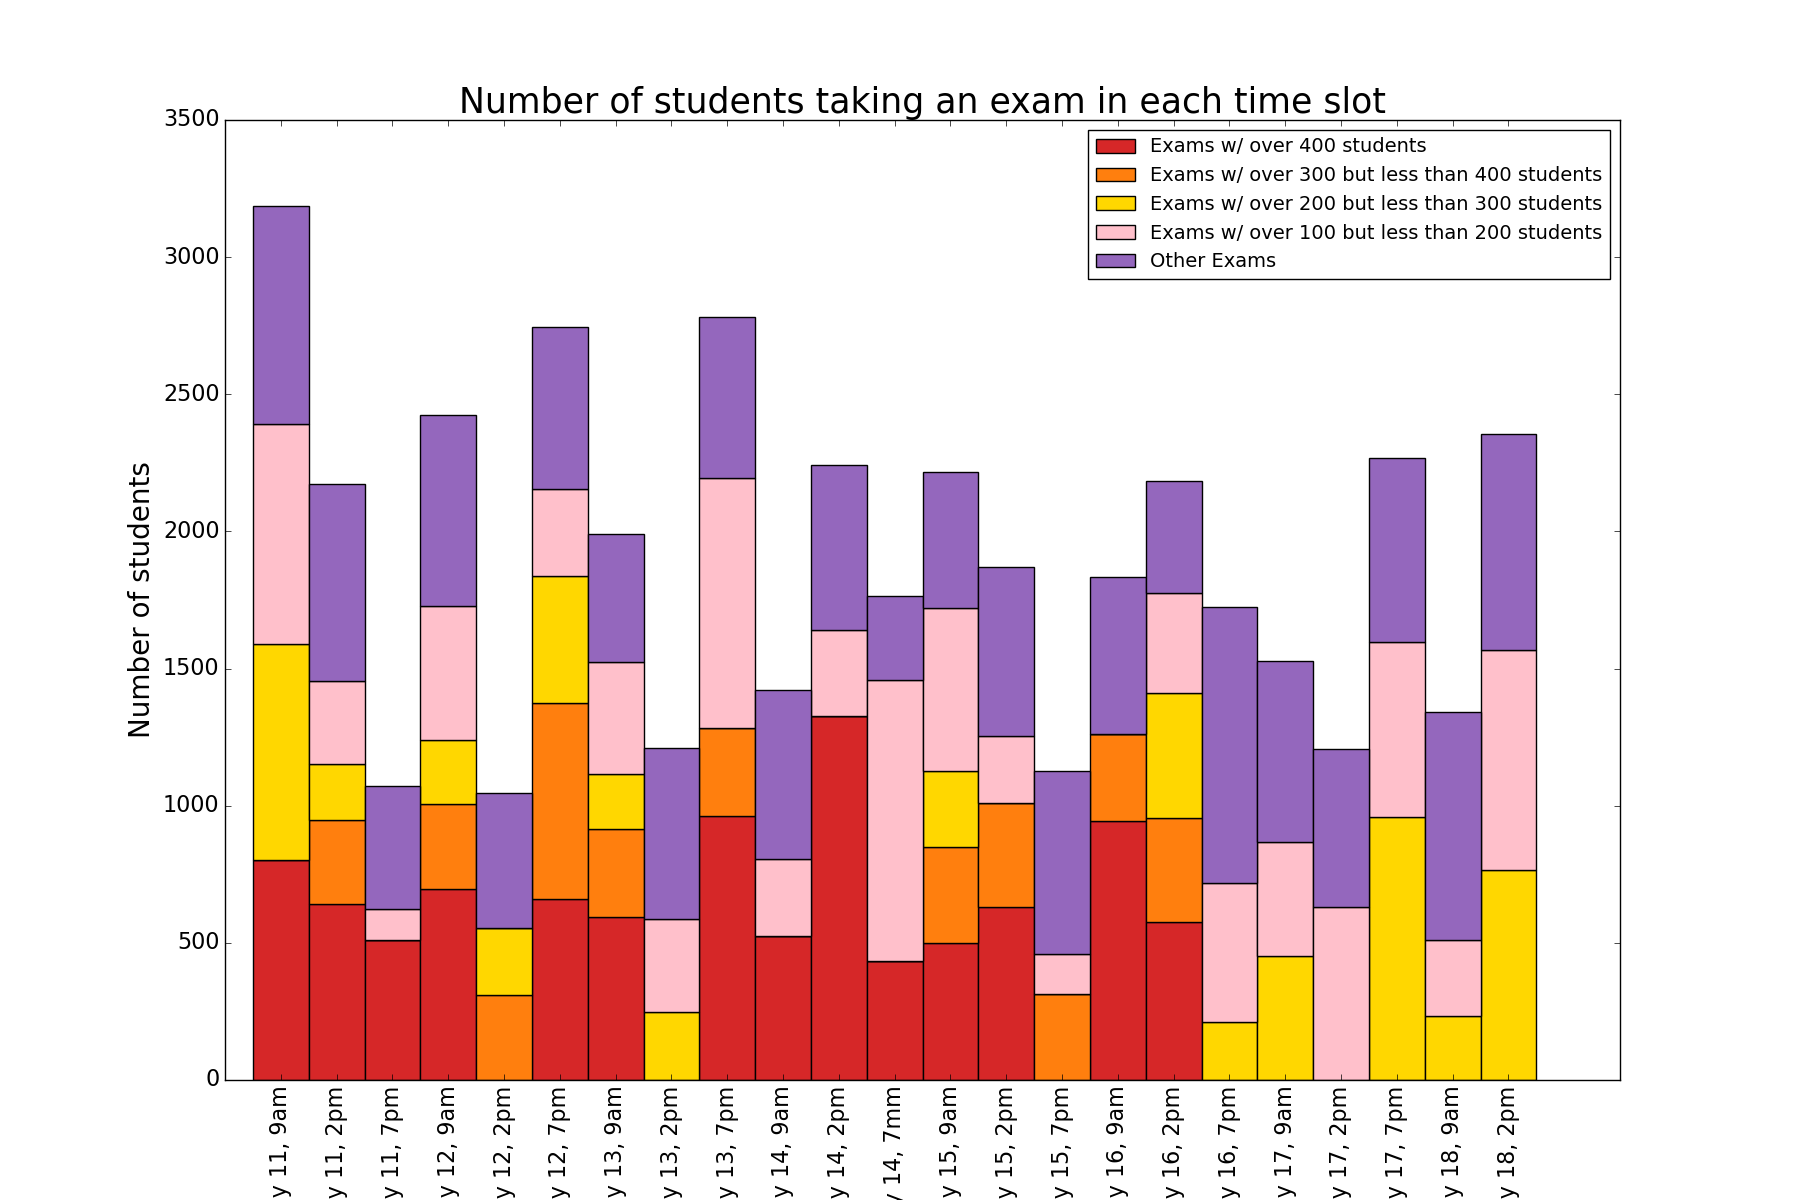 Number of students taking an exam in each time slot
3500
3000
2500
2000
1500
1000
500
0
Number of students
Exams w/ over 400 students
Exams w/ over 300 but less than 400 students
Exams w/ over 200 but less than 300 students
Exams w/ over 100 but less than 200 students
Other Exams
y 11, 9am
y 11, 2pm
y 11, 7pm
y 12, 9am
y 12, 2pm
y 12, 7pm
y 13, 9am
y 13, 2pm
y 13, 7pm
y 14, 9am
y 14, 2pm
y 14, 7mm
y 15, 9am
y 15, 2pm
y 15, 7pm
y 16, 9am
y 16, 2pm
y 16, 7pm
y 17, 9am
y 17, 2pm
y 17, 7pm
y 18, 9am
y 18, 2pm